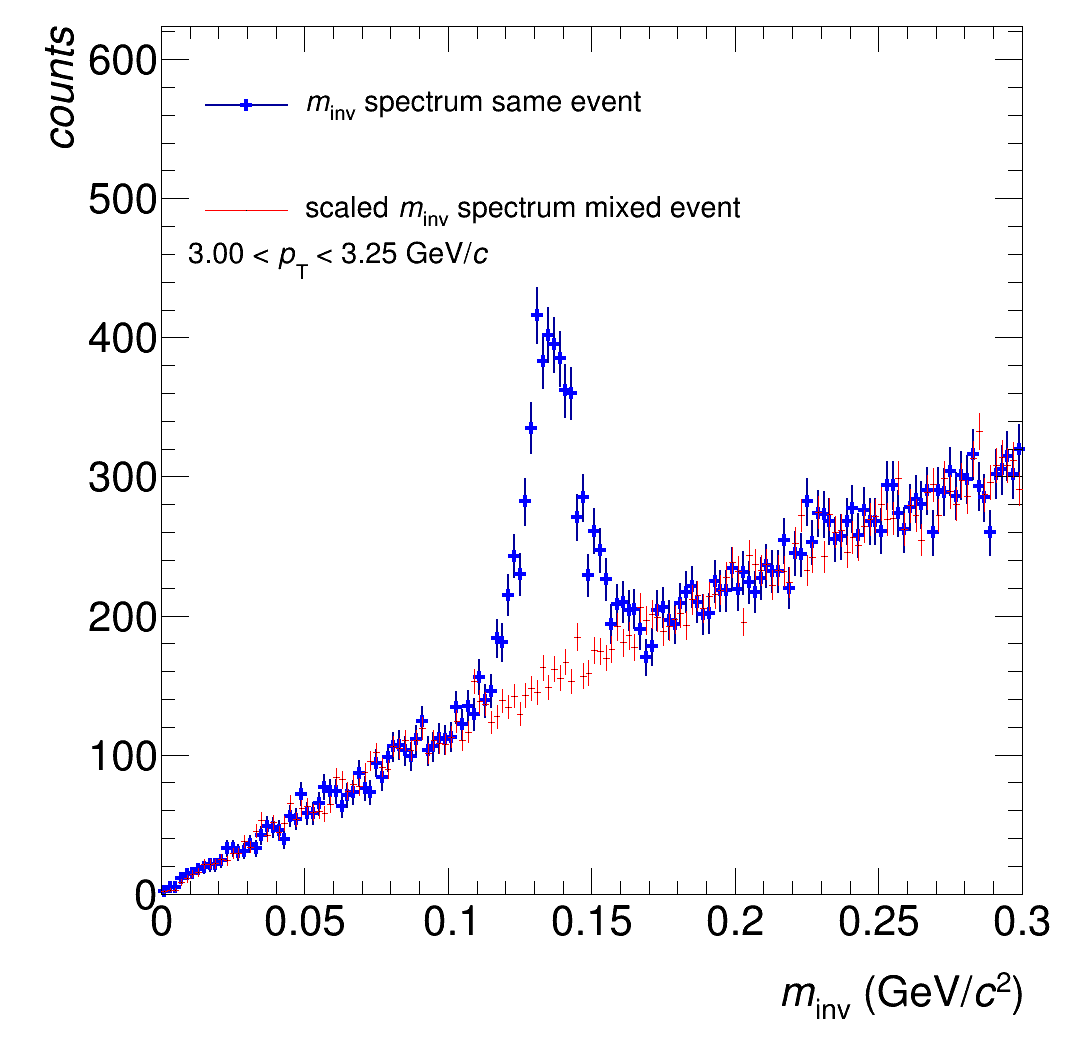 counts
600
500
400
300
200
100
0
m_inv spectrum same event
scaled m_inv spectrum mixed event
3.00 < p_T < 3.25 GeV/c
0 0.05 0.1 0.15 0.2 0.25 0.3
m_inv (GeV/c²)